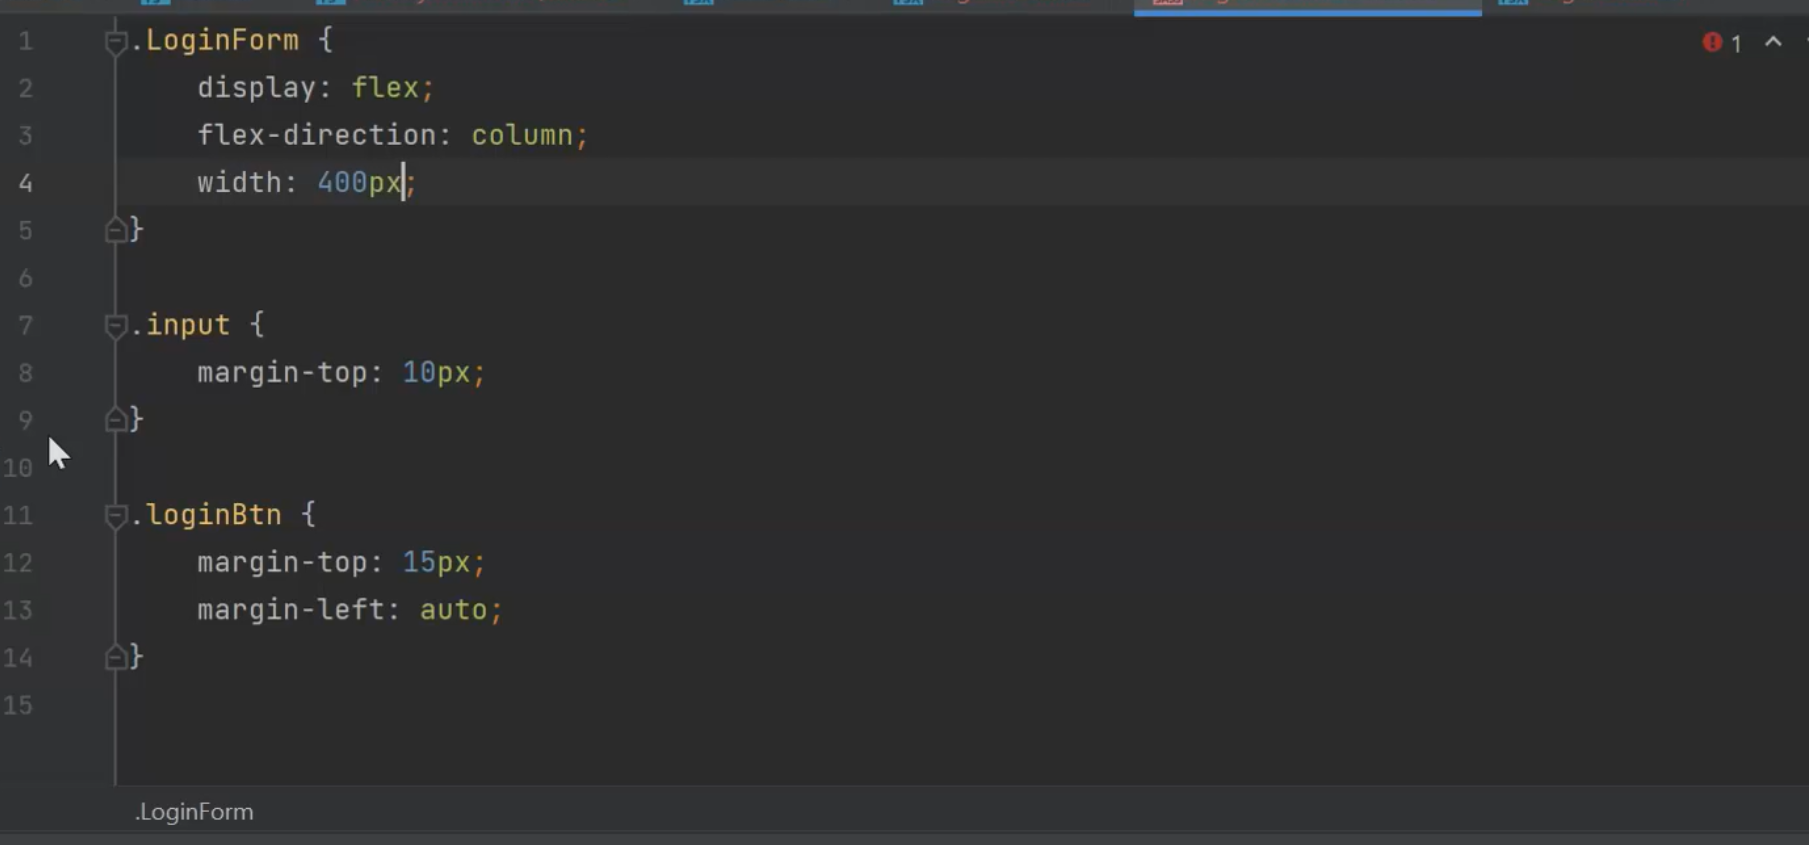 1 .LoginForm {
2 display: flex;
3 flex-direction: column;
4 width: 400px;
5 }
6
7 .input {
8 margin-top: 10px;
9 }
10
11 .loginBtn {
12 margin-top: 15px;
13 margin-left: auto;
14 }
15
1
.LoginForm